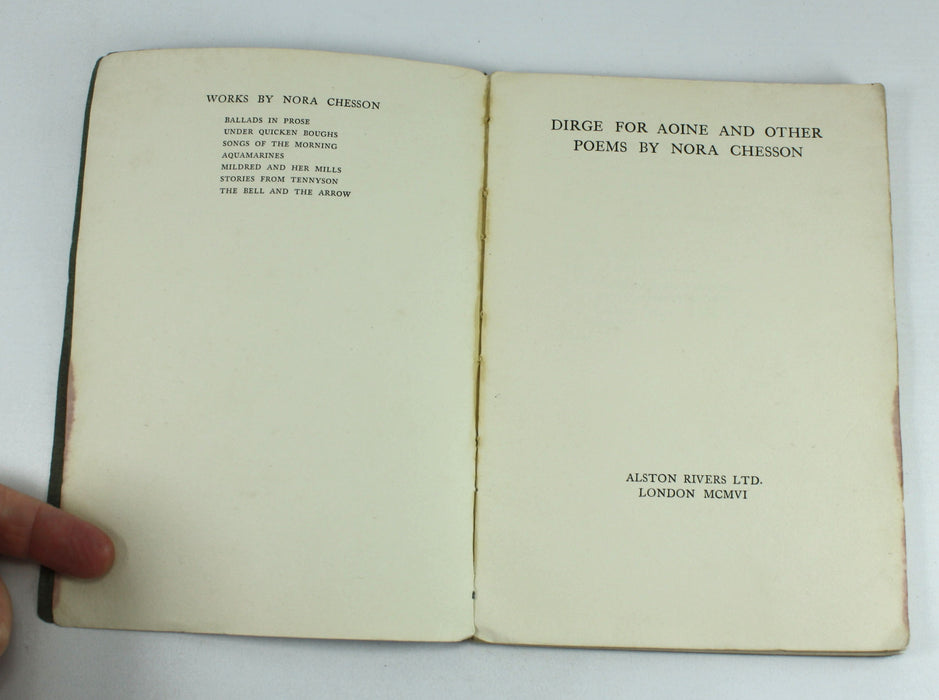 WORKS BY NORA CHESSON
BALLADS IN PROSE
UNDER QUICKEN BOUGHS
SONGS OF THE MORNING
AQUAMARINES
MILDRED AND HER MILLS
STORIES FROM TENNYSON
THE BELL AND THE ARROW
DIRGE FOR AOINE AND OTHER
POEMS BY NORA CHESSON
ALSTON RIVERS LTD.
LONDON MCMVI